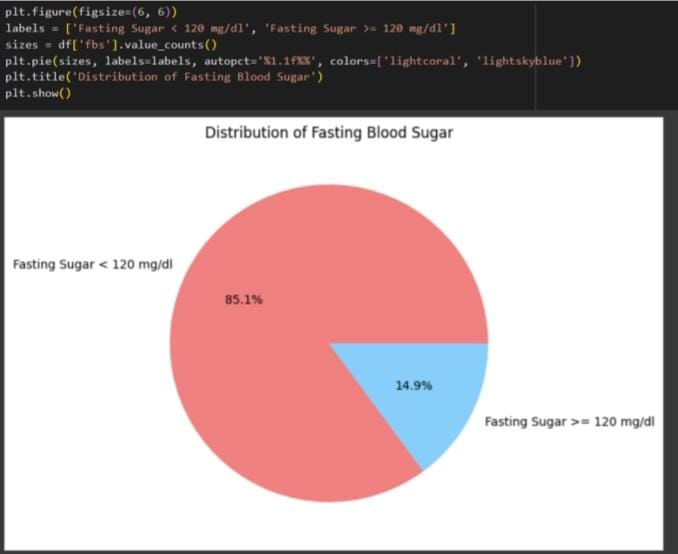 plt.figure(figsize=(6, 6))
labels = ['Fasting Sugar < 120 mg/dl', 'Fasting Sugar >= 120 mg/dl']
sizes = df['fbs'].value_counts()
plt.pie(sizes, labels=labels, autopct='%1.1f%%', colors=['lightcoral', 'lightskyblue'])
plt.title('Distribution of Fasting Blood Sugar')
plt.show()
Distribution of Fasting Blood Sugar
Fasting Sugar < 120 mg/dl
85.1%
14.9%
Fasting Sugar >= 120 mg/dl